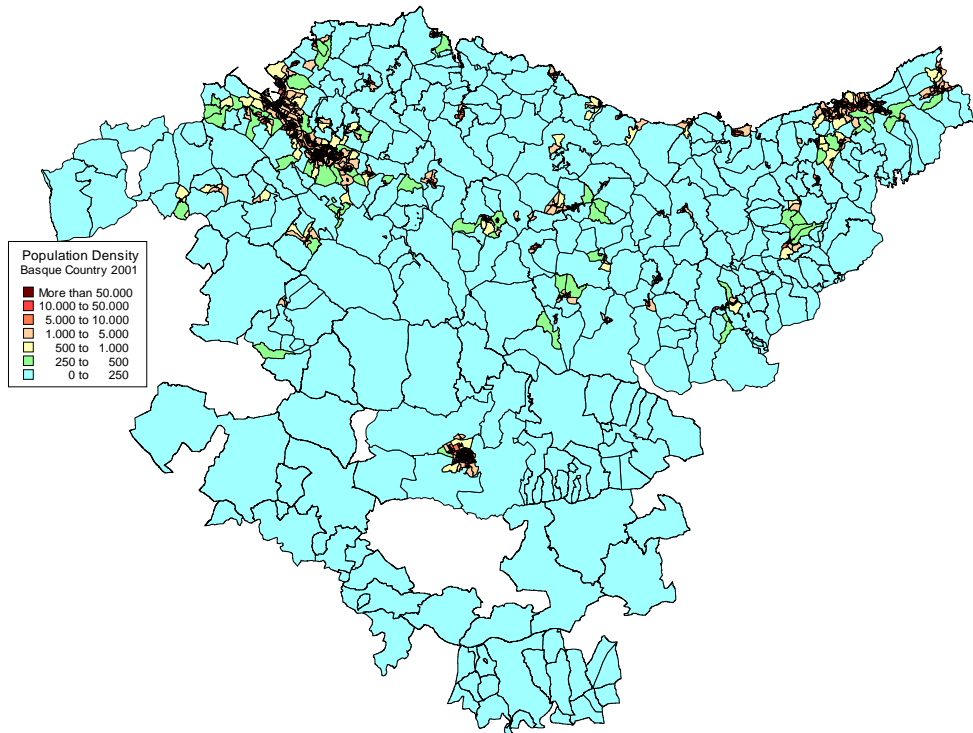 Population Density
Basque Country 2001
More than 50.000
10.000 to 50.000
5.000 to 10.000
1.000 to 5.000
500 to 1.000
250 to 500
0 to 250